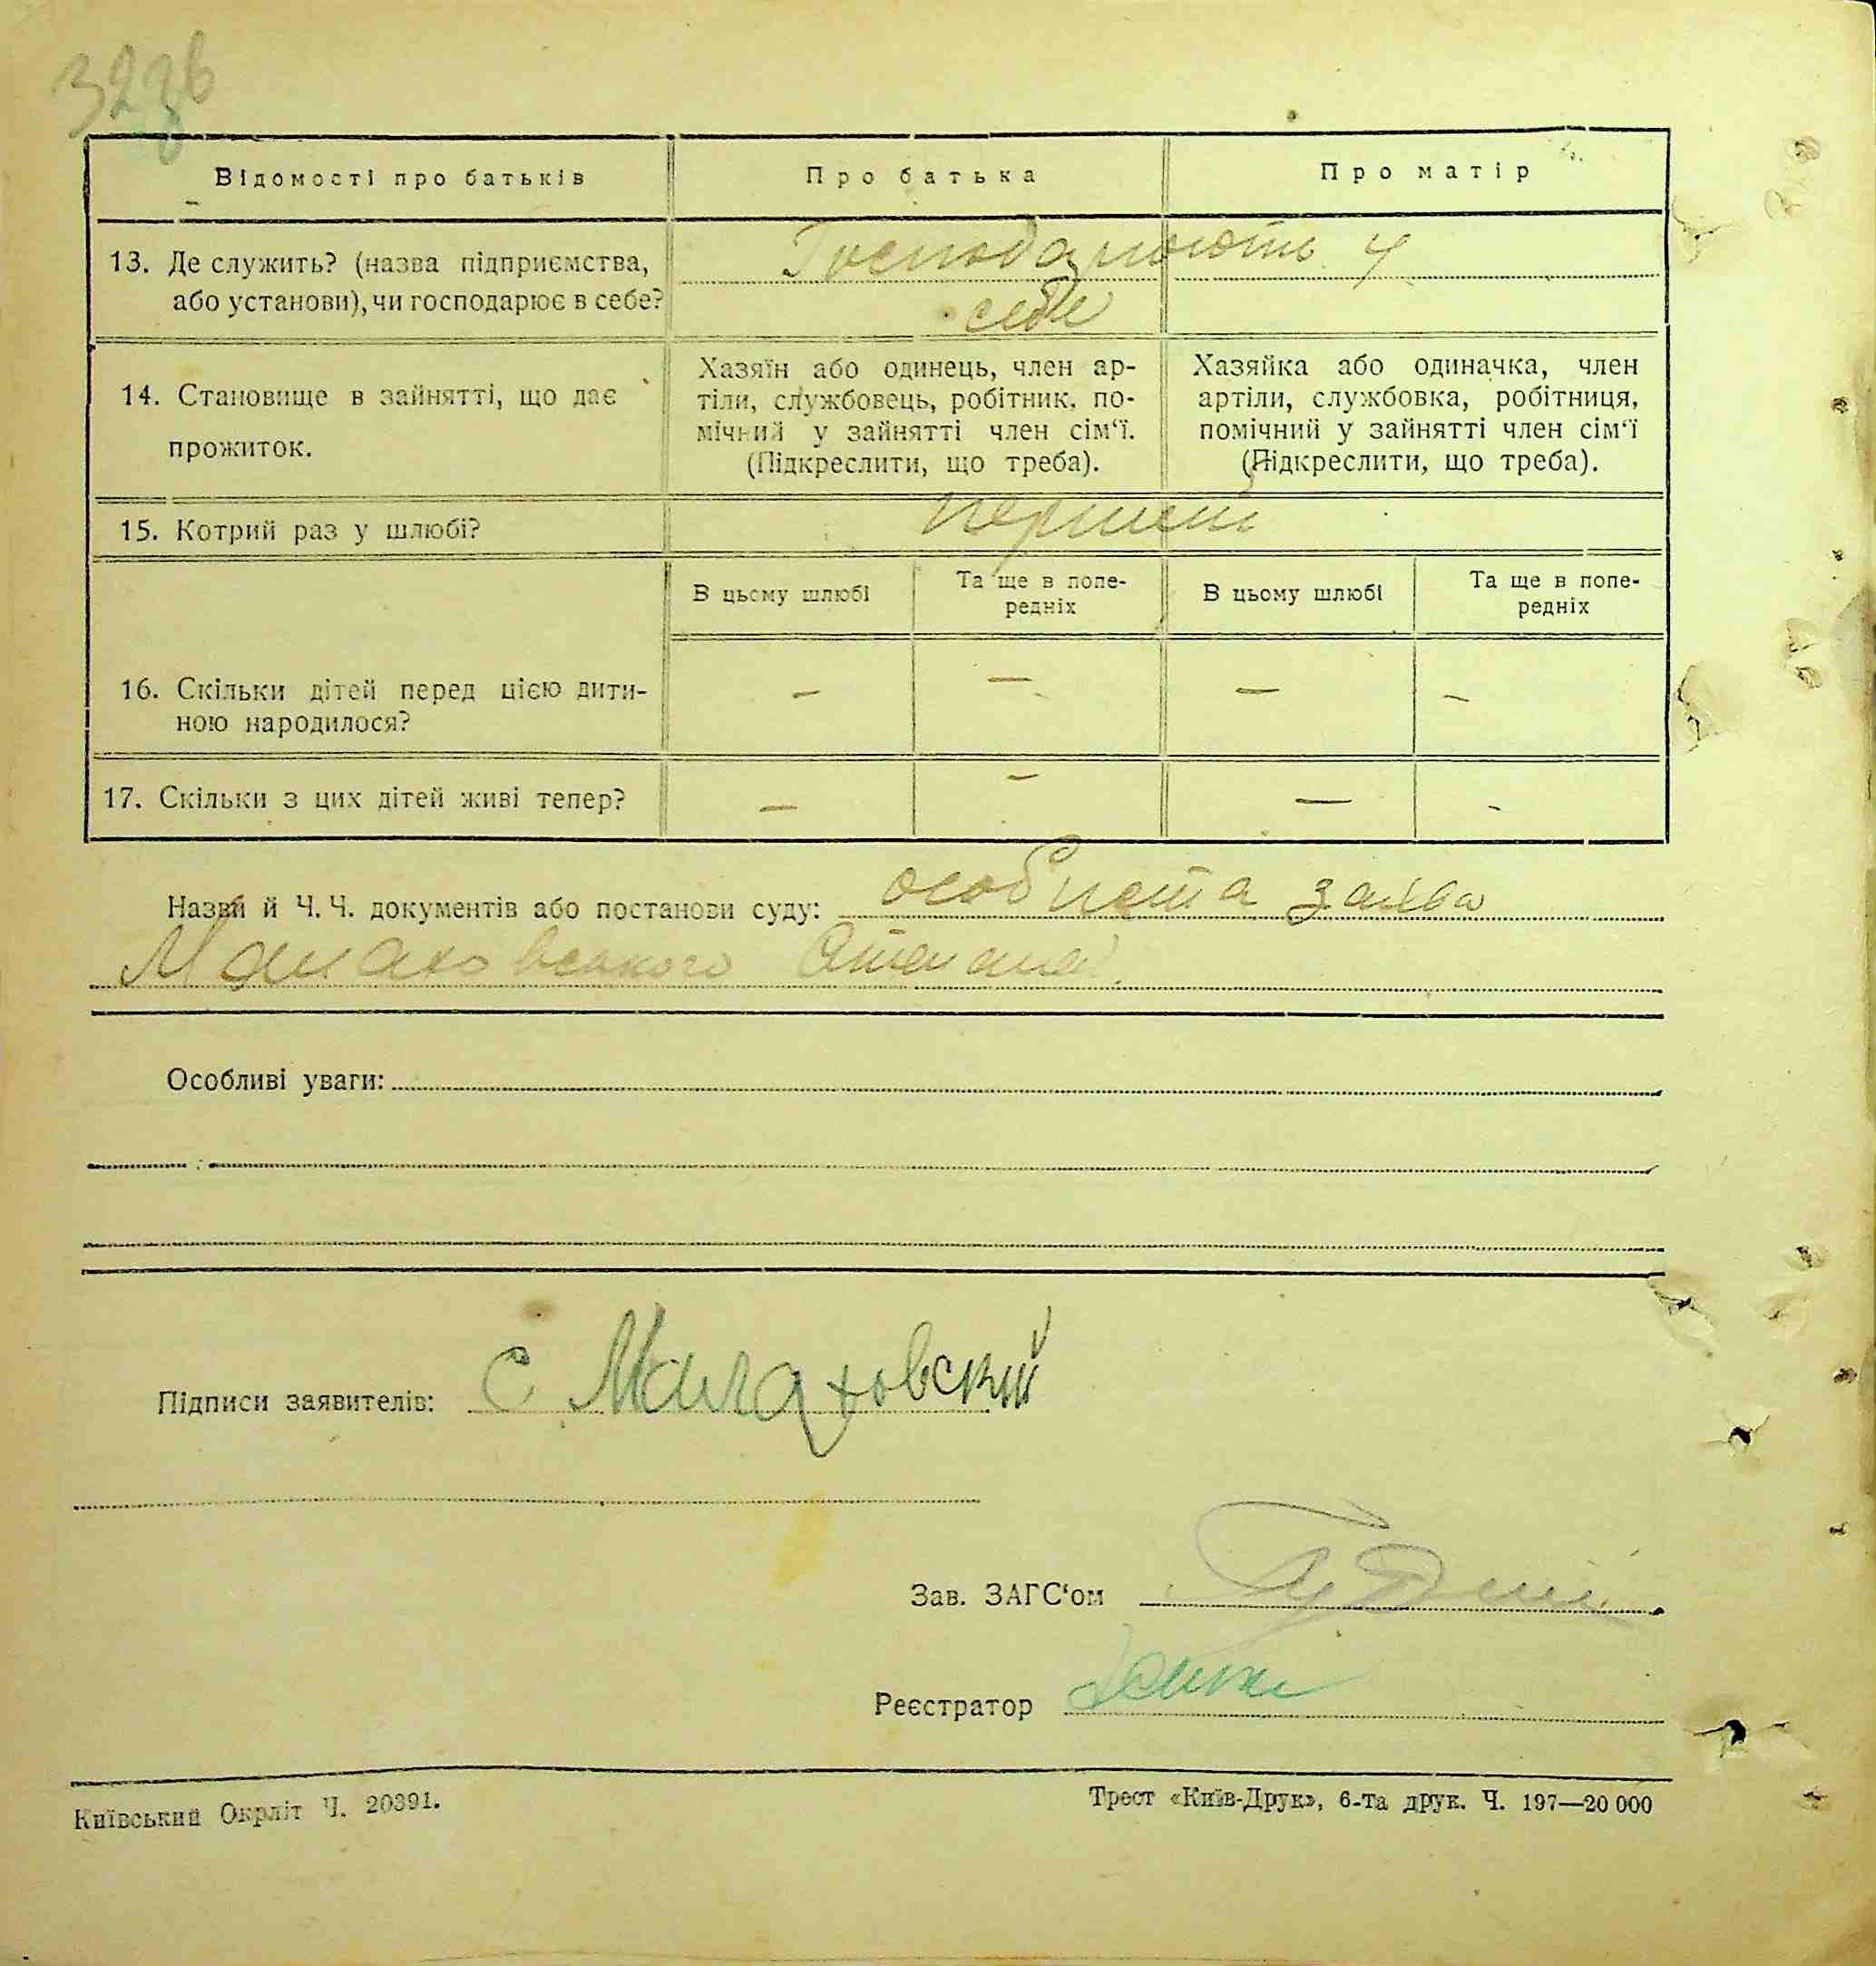 Відомості про батьків
Про батька
Про матір
13. Де служить? (назва підприємства,
або установи), чи господарює в себе?
Господарюють у
себе
14. Становище в зайнятті, що дає
прожиток.
Хазяїн або одинець, член ар-
тіли, службовець, робітник, по-
мічний у зайнятті член сім‘ї.
(Підкреслити, що треба).
Хазяйка або одиначка, член
артіли, службовка, робітниця,
помічний у зайнятті член сім‘ї
(Підкреслити, що треба).
15. Котрий раз у шлюбі?
перший
В цьому шлюбі
Та ще в попе-
редніх
В цьому шлюбі
Та ще в попе-
редніх
16. Скільки дітей перед цією дити-
ною народилося?
— — — —
17. Скільки з цих дітей живі тепер?
— — — —
Назви й Ч. Ч. документів або постанови суду: особиста заява
Малаховського Степана
Особливі уваги:
Підписи заявителів: С Малаховский
Зав. ЗАГС‘ом
Реєстратор
Київський Окрліт Ч. 20391.
Трест «Київ-Друк», 6-та друк. Ч. 197—20 000